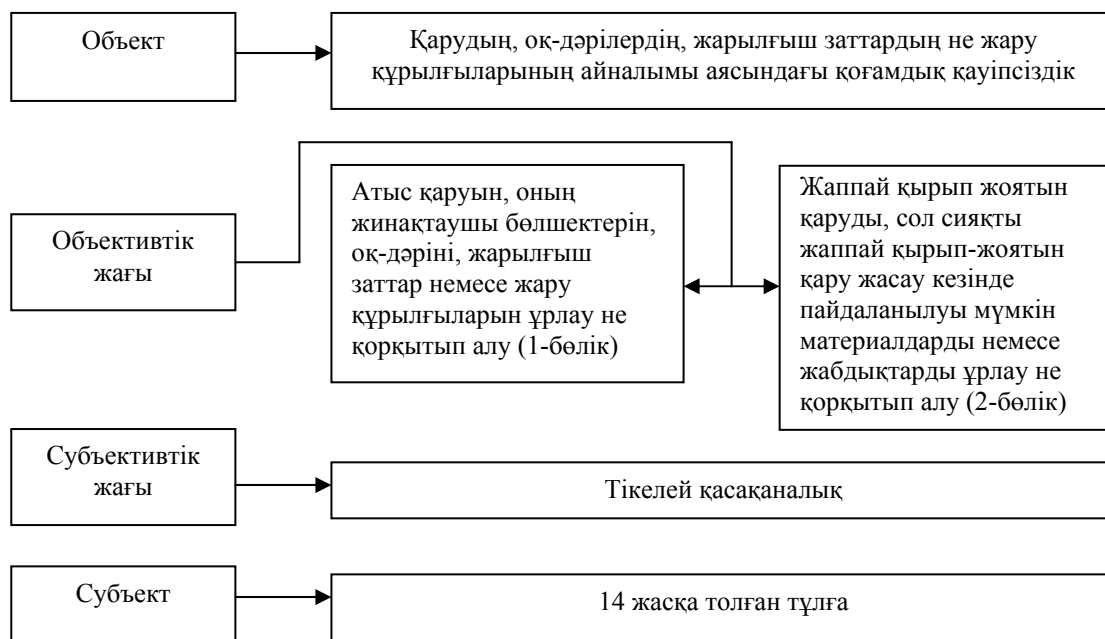 Объект
Қарудың, оқ-дәрілердің, жарылғыш заттардың не жару
құрылғыларының айналымы аясындағы қоғамдық қауіпсіздік
Объективтік
жағы
Атыс қаруын, оның
жинақтаушы бөлшектерін,
оқ-дәріні, жарылғыш
заттар немесе жару
құрылғыларын ұрлау не
қорқытып алу (1-бөлік)
Жаппай қырып жоятын
қаруды, сол сияқты
жаппай қырып-жоятын
қару жасау кезінде
пайдаланылуы мүмкін
материалдарды немесе
жабдықтарды ұрлау не
қорқытып алу (2-бөлік)
Субъективтік
жағы
Тікелей қасақаналық
Субъект
14 жасқа толған тұлға